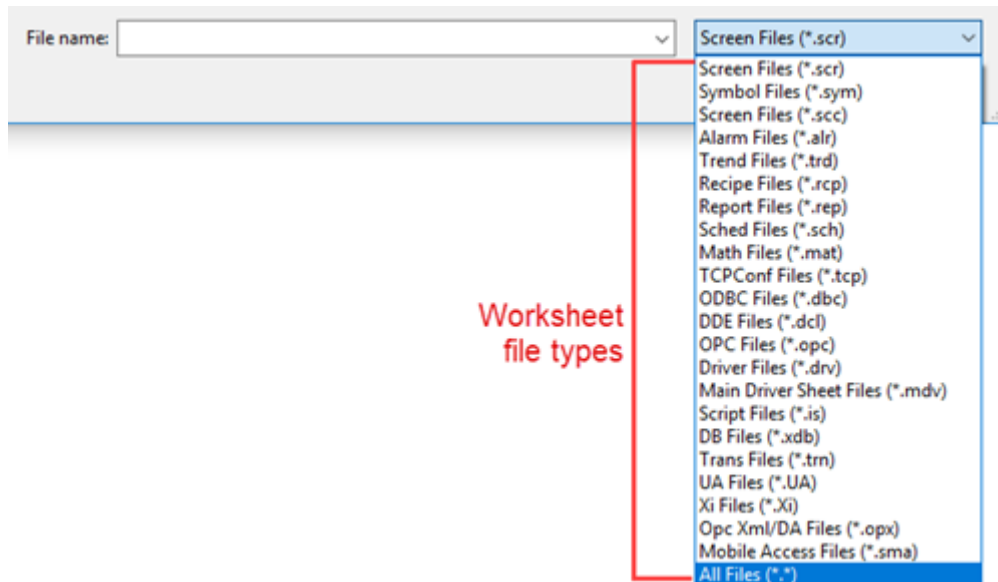 File name:
Screen Files (*.scr)
Screen Files (*.scr)
Symbol Files (*.sym)
Screen Files (*.scc)
Alarm Files (*.alr)
Trend Files (*.trd)
Recipe Files (*.rcp)
Report Files (*.rep)
Sched Files (*.sch)
Math Files (*.mat)
TCPConf Files (*.tcp)
ODBC Files (*.dbc)
DDE Files (*.dcl)
OPC Files (*.opc)
Driver Files (*.drv)
Main Driver Sheet Files (*.mdv)
Script Files (*.is)
DB Files (*.xdb)
Trans Files (*.trn)
UA Files (*.UA)
Xi Files (*.Xi)
Opc Xml/DA Files (*.opx)
Mobile Access Files (*.sma)
All Files (*.*)
Worksheet
file types